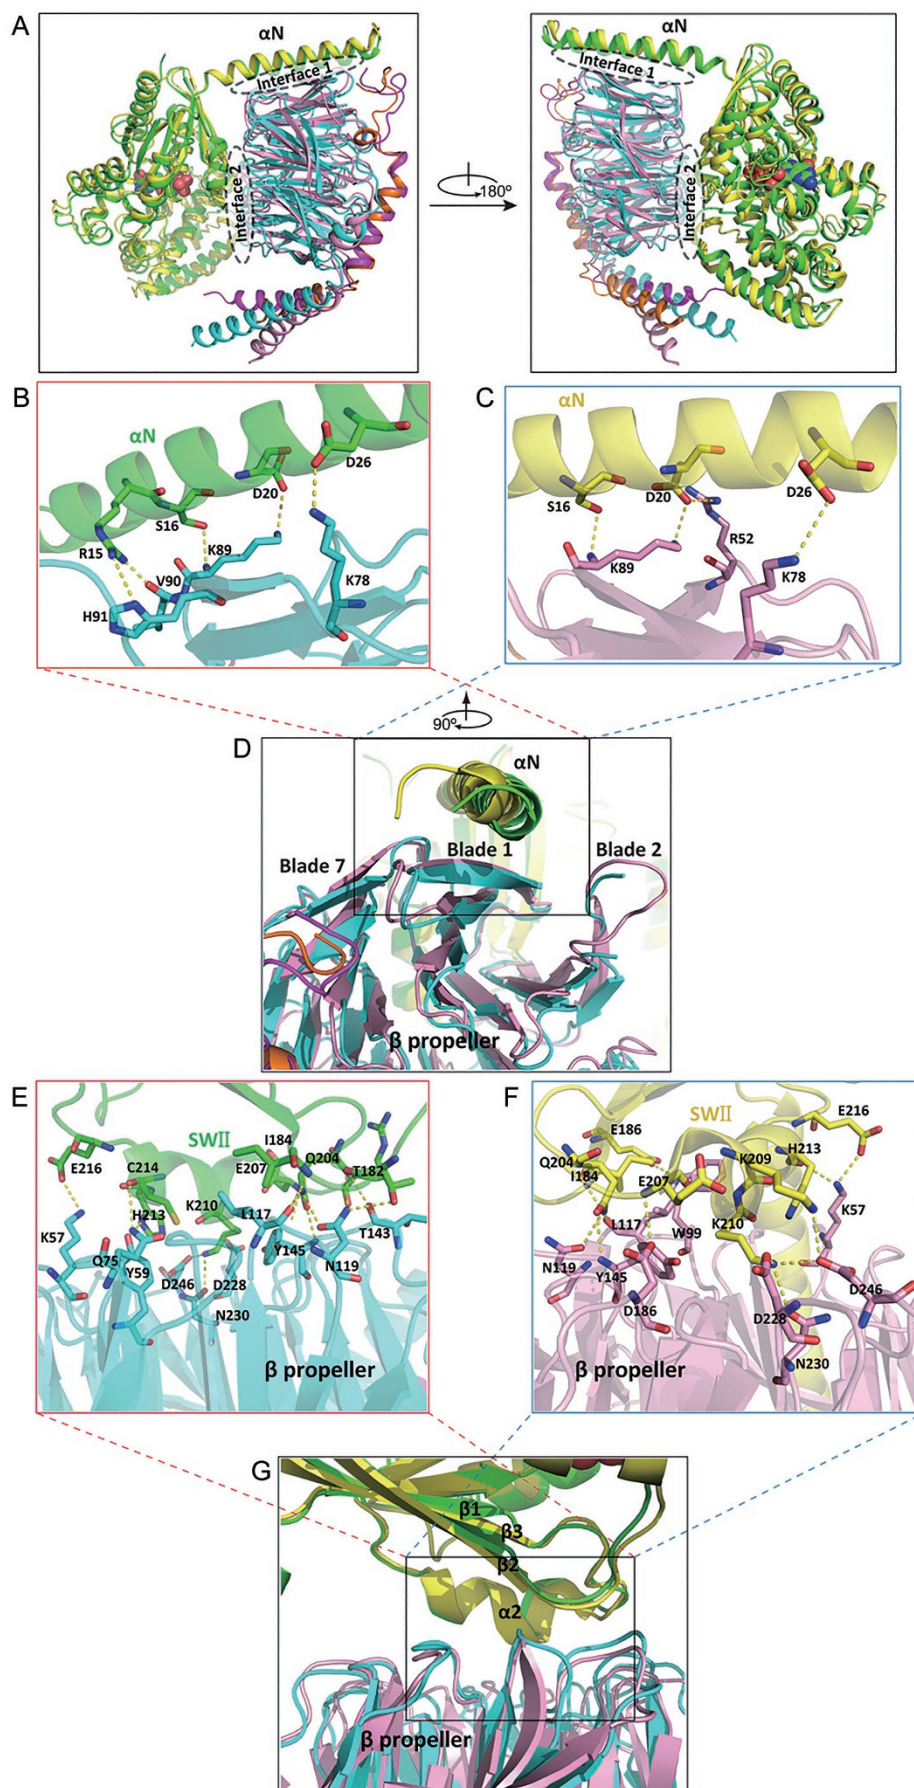 A
αN
Interface 1
Interface 2
180º
αN
Interface 1
Interface 2
B
αN
D26
D20
S16
R15
K89
V90
K78
H91
C
αN
S16
D20
D26
R52
K89
K78
90º
D
αN
Blade 7
Blade 1
Blade 2
β propeller
E
SWII
I184
E216
C214
E207
Q204
T182
H213
K210
L117
K57
Q75
Y59
Y145
T143
D246
D228
N119
N230
β propeller
F
SWII
E216
E186
H213
Q204
K209
I184
E207
K57
L117
K210
W99
N119
Y145
D246
D186
D228
β propeller
N230
G
β1
β3
β2
α2
β propeller